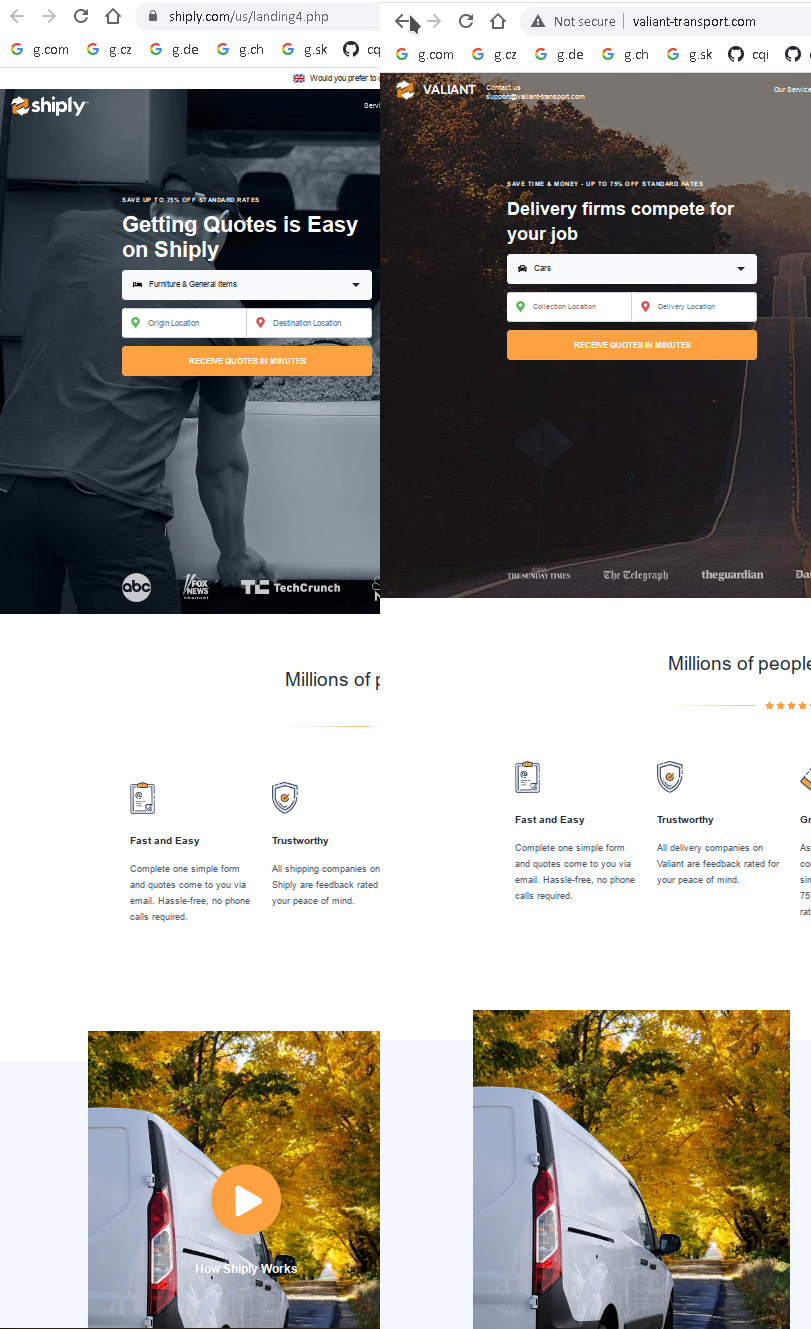 shiply.com/us/landing4.php
g.com
g.cz
g.de
g.ch
g.sk
cq
Would you prefer to
shiply
Servi
SAVE UP TO 75% OFF STANDARD RATES
Getting Quotes is Easy
on Shiply
Furniture & General Items
Origin Location
Destination Location
RECEIVE QUOTES IN MINUTES
abc
FOX
NEWS
channel
TC TechCrunch
Millions of p
Fast and Easy
Complete one simple form
and quotes come to you via
email. Hassle-free, no phone
calls required.
Trustworthy
All shipping companies on
Shiply are feedback rated
your peace of mind.
How Shiply Works
Not secure
valiant-transport.com
g.com
g.cz
g.de
g.ch
g.sk
cqi
VALIANT
Contact us
support@valiant-transport.com
Our Service
SAVE TIME & MONEY - UP TO 75% OFF STANDARD RATES
Delivery firms compete for
your job
Cars
Collection Location
Delivery Location
RECEIVE QUOTES IN MINUTES
THE SUNDAY TIMES
The Telegraph
theguardian
Da
Millions of people
Fast and Easy
Complete one simple form
and quotes come to you via
email. Hassle-free, no phone
calls required.
Trustworthy
All delivery companies on
Valiant are feedback rated for
your peace of mind.
Gr
As
co
sin
75
rat